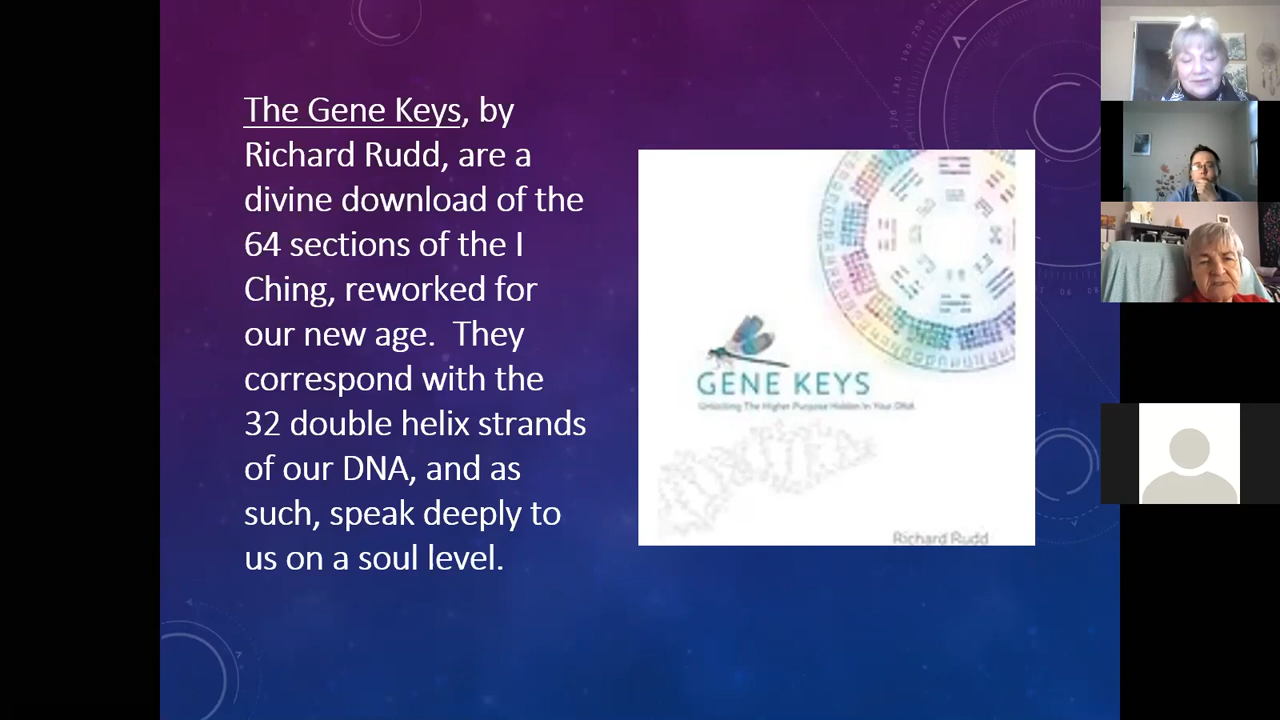 The Gene Keys, by
Richard Rudd, are a
divine download of the
64 sections of the I
Ching, reworked for
our new age.  They
correspond with the
32 double helix strands
of our DNA, and as
such, speak deeply to
us on a soul level.
GENE KEYS
Unlocking The Higher Purpose Hidden In Your DNA
Richard Rudd